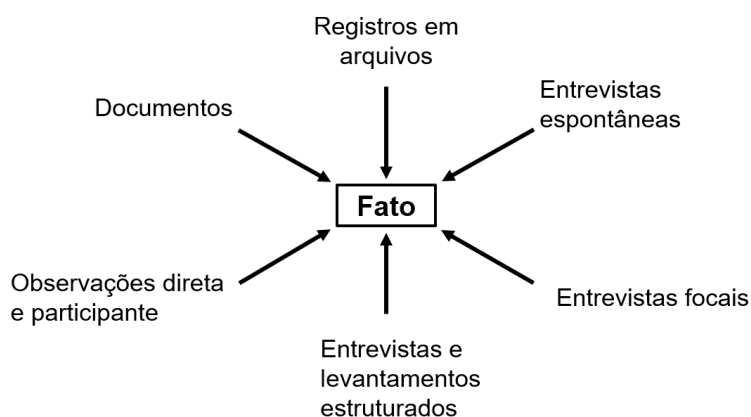 Registros em
arquivos
Documentos
Entrevistas
espontâneas
Fato
Observações direta
e participante
Entrevistas focais
Entrevistas e
levantamentos
estruturados